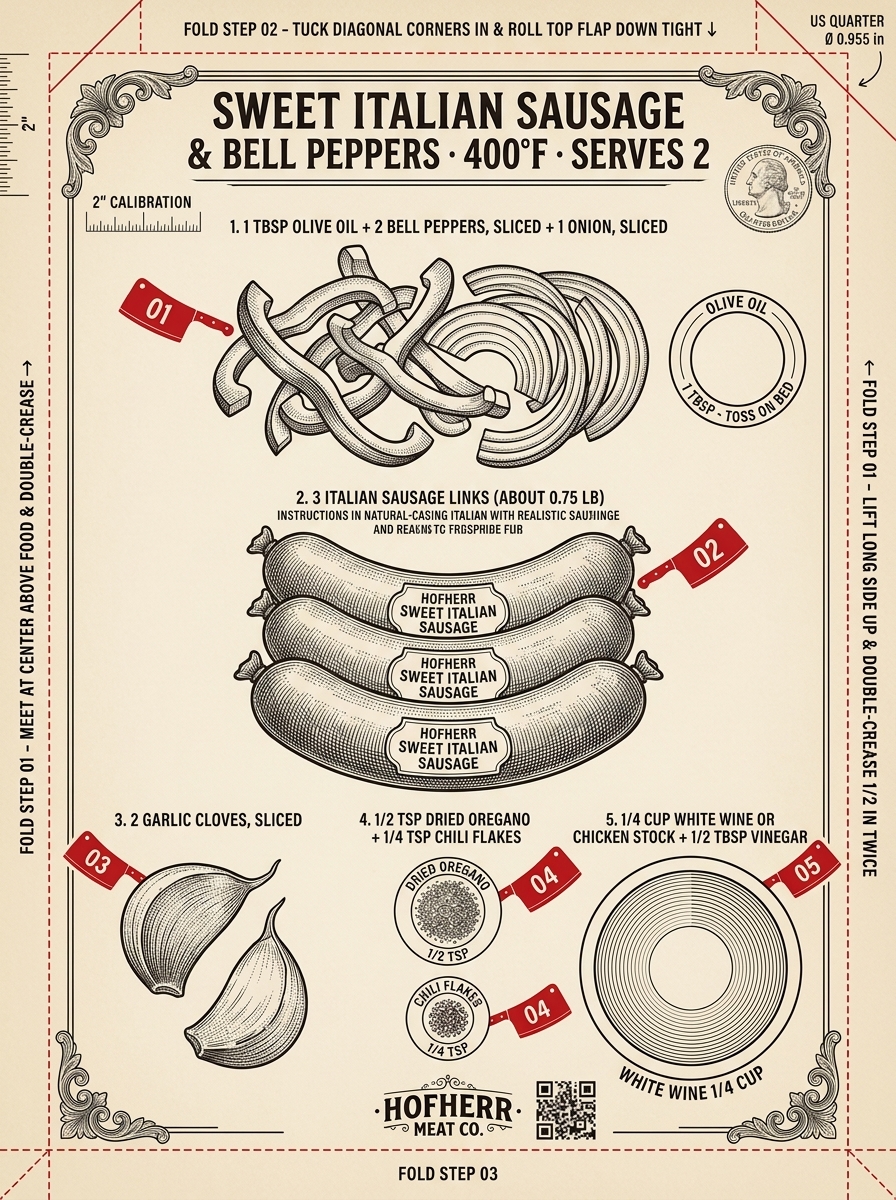 FOLD STEP 02 - TUCK DIAGONAL CORNERS IN & ROLL TOP FLAP DOWN TIGHT ↓
US QUARTER
Ø 0.955 in
2"
SWEET ITALIAN SAUSAGE
& BELL PEPPERS · 400°F · SERVES 2
UNITED STATES OF AMERICA
LIBERTY
2" CALIBRATION
1. 1 TBSP OLIVE OIL + 2 BELL PEPPERS, SLICED + 1 ONION, SLICED
01
OLIVE OIL
1 TBSP - TOSS ON BED
FOLD STEP 01 - MEET AT CENTER ABOVE FOOD & DOUBLE-CREASE →
← FOLD STEP 01 - LIFT LONG SIDE UP & DOUBLE-CREASE 1/2 IN TWICE
2. 3 ITALIAN SAUSAGE LINKS (ABOUT 0.75 LB)
INSTRUCTIONS IN NATURAL-CASING ITALIAN WITH REALISTIC
AND
02
HOFHERR
SWEET ITALIAN
SAUSAGE
HOFHERR
SWEET ITALIAN
SAUSAGE
HOFHERR
SWEET ITALIAN
SAUSAGE
3. 2 GARLIC CLOVES, SLICED
03
4. 1/2 TSP DRIED OREGANO
+ 1/4 TSP CHILI FLAKES
DRIED OREGANO
1/2 TSP
04
CHILI FLAKES
1/4 TSP
04
5. 1/4 CUP WHITE WINE OR
CHICKEN STOCK + 1/2 TBSP VINEGAR
05
WHITE WINE 1/4 CUP
·HOFHERR·
MEAT CO.
FOLD STEP 03